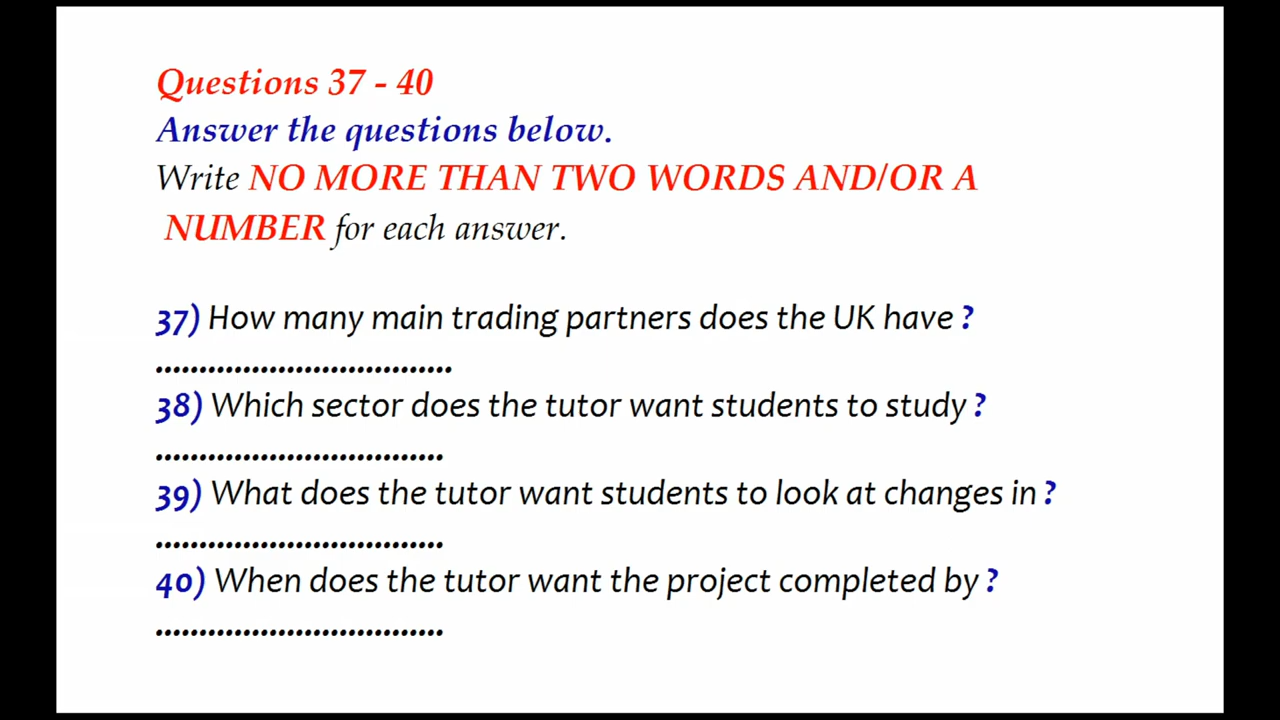 Questions 37 - 40
Answer the questions below.
Write NO MORE THAN TWO WORDS AND/OR A
NUMBER for each answer.
37) How many main trading partners does the UK have ?
..................................
38) Which sector does the tutor want students to study ?
.................................
39) What does the tutor want students to look at changes in ?
.................................
40) When does the tutor want the project completed by ?
.................................